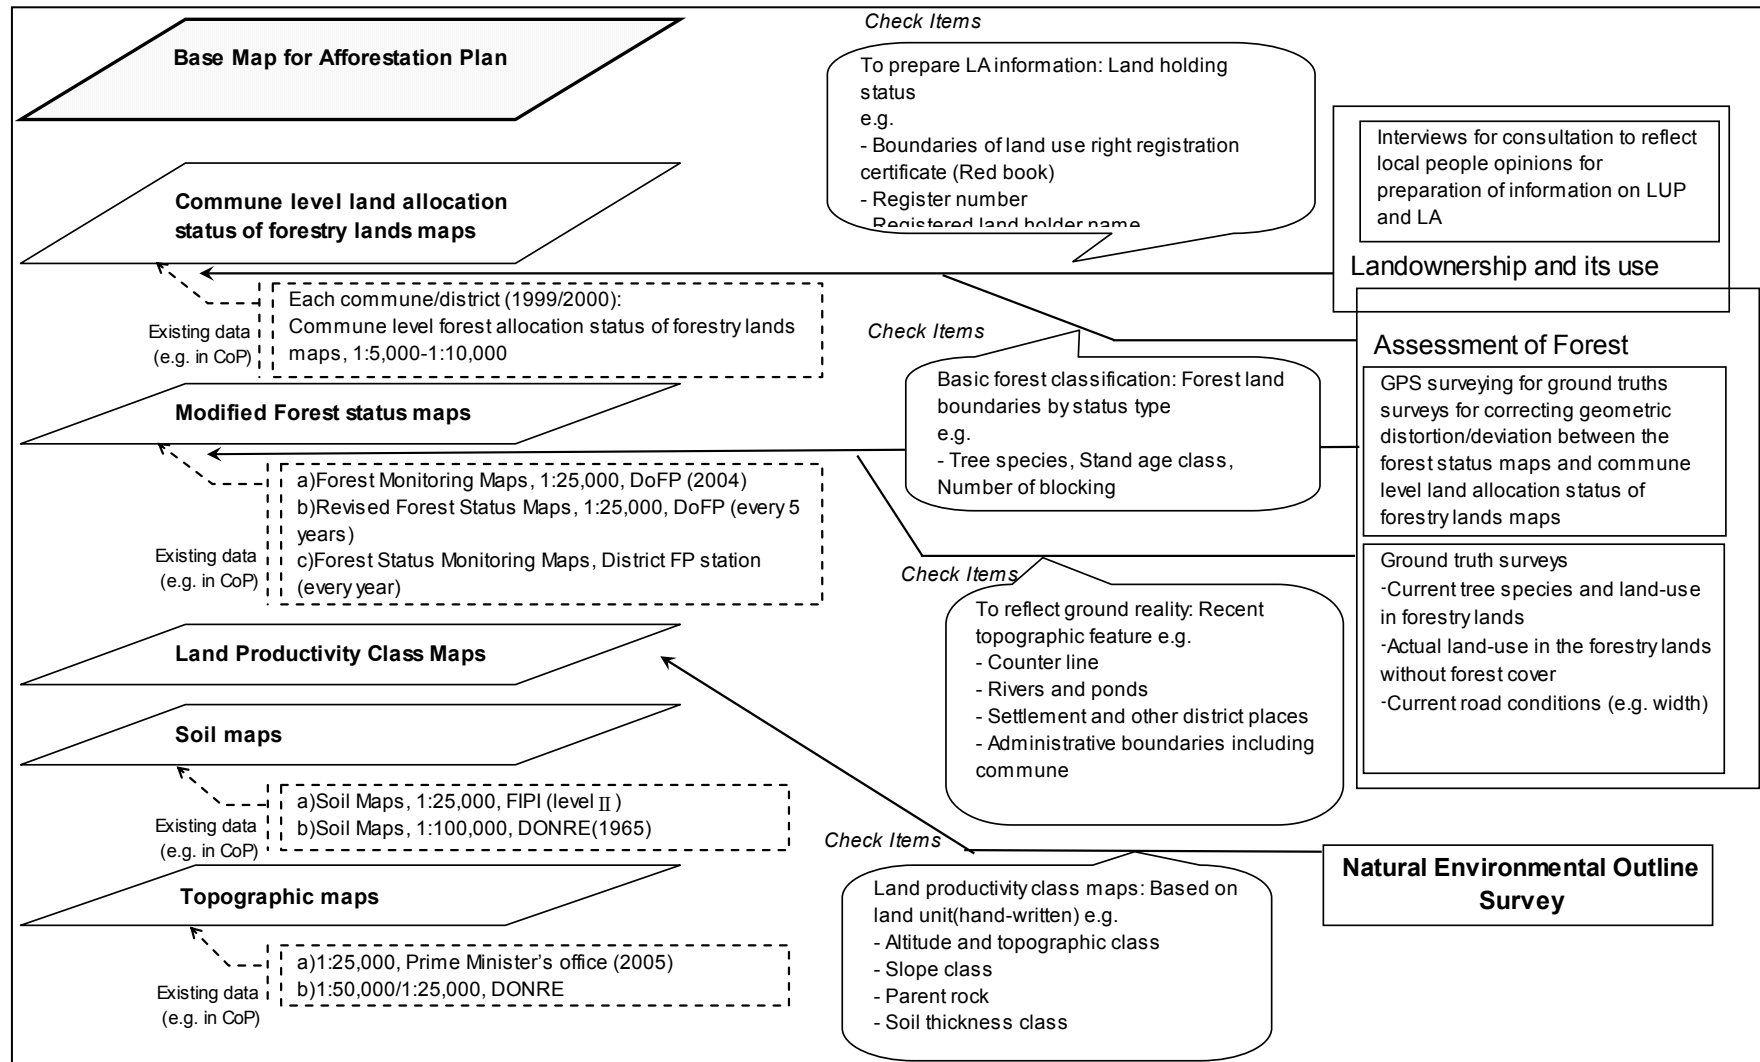 Base Map for Afforestation Plan
Commune level land allocation
status of forestry lands maps
Existing data
(e.g. in CoP)
Each commune/district (1999/2000):
Commune level forest allocation status of forestry lands
maps, 1:5,000-1:10,000
Modified Forest status maps
Existing data
(e.g. in CoP)
a)Forest Monitoring Maps, 1:25,000, DoFP (2004)
b)Revised Forest Status Maps, 1:25,000, DoFP (every 5
years)
c)Forest Status Monitoring Maps, District FP station
(every year)
Land Productivity Class Maps
Soil maps
Existing data
(e.g. in CoP)
a)Soil Maps, 1:25,000, FIPI (level Ⅱ)
b)Soil Maps, 1:100,000, DONRE(1965)
Topographic maps
Existing data
(e.g. in CoP)
a)1:25,000, Prime Minister's office (2005)
b)1:50,000/1:25,000, DONRE
Check Items
To prepare LA information: Land holding
status
e.g.
- Boundaries of land use right registration
certificate (Red book)
- Register number
- Registered land holder name
Check Items
Basic forest classification: Forest land
boundaries by status type
e.g.
- Tree species, Stand age class,
Number of blocking
Check Items
To reflect ground reality: Recent
topographic feature e.g.
- Counter line
- Rivers and ponds
- Settlement and other district places
- Administrative boundaries including
commune
Check Items
Land productivity class maps: Based on
land unit(hand-written) e.g.
- Altitude and topographic class
- Slope class
- Parent rock
- Soil thickness class
Interviews for consultation to reflect
local people opinions for
preparation of information on LUP
and LA
Landownership and its use
Assessment of Forest
GPS surveying for ground truths
surveys for correcting geometric
distortion/deviation between the
forest status maps and commune
level land allocation status of
forestry lands maps
Ground truth surveys
-Current tree species and land-use
in forestry lands
-Actual land-use in the forestry lands
without forest cover
-Current road conditions (e.g. width)
Natural Environmental Outline
Survey